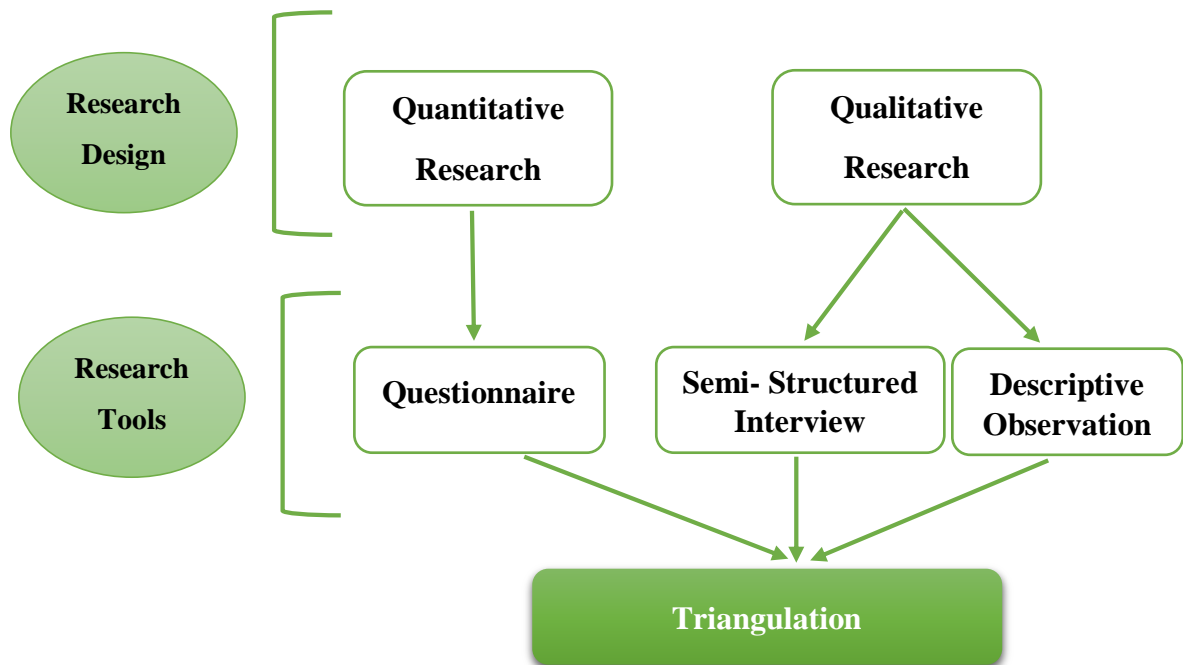 Research
Design
Quantitative
Research
Qualitative
Research
Research
Tools
Questionnaire
Semi- Structured
Interview
Descriptive
Observation
Triangulation